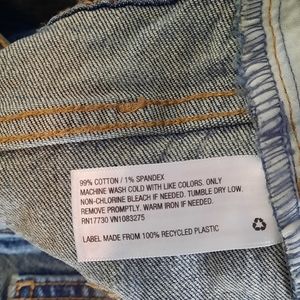 99% COTTON / 1% SPANDEX
MACHINE WASH COLD WITH LIKE COLORS. ONLY
NON-CHLORINE BLEACH IF NEEDED. TUMBLE DRY LOW.
REMOVE PROMPTLY. WARM IRON IF NEEDED.
RN17730 VN1083275
LABEL MADE FROM 100% RECYCLED PLASTIC